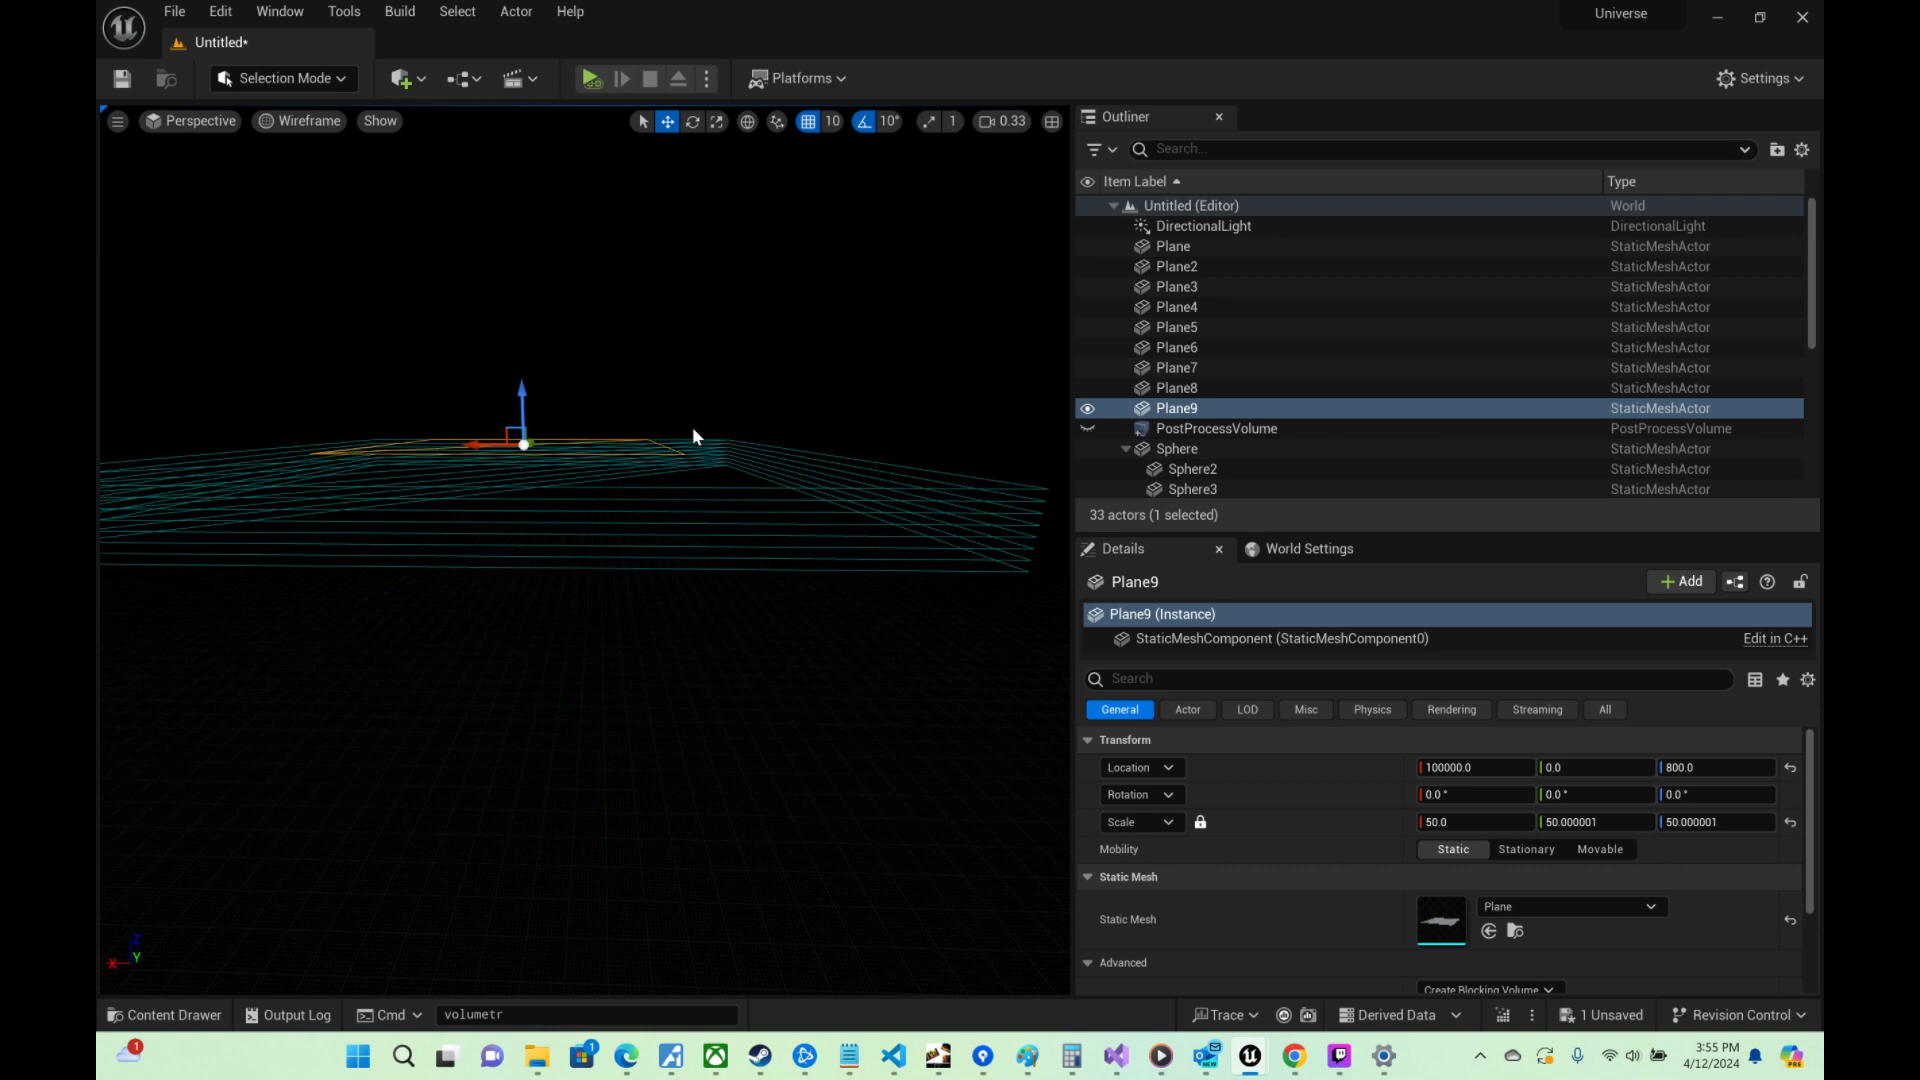 File Edit Window Tools Build Select Actor Help
Universe
Untitled*
Selection Mode
Platforms
Settings
Perspective
Wireframe
Show
10
10°
1
0.33
Outliner
Search...
Item Label
Type
Untitled (Editor) World
DirectionalLight DirectionalLight
Plane StaticMeshActor
Plane2 StaticMeshActor
Plane3 StaticMeshActor
Plane4 StaticMeshActor
Plane5 StaticMeshActor
Plane6 StaticMeshActor
Plane7 StaticMeshActor
Plane8 StaticMeshActor
Plane9 StaticMeshActor
PostProcessVolume PostProcessVolume
Sphere StaticMeshActor
Sphere2 StaticMeshActor
Sphere3 StaticMeshActor
33 actors (1 selected)
Details
World Settings
Plane9
Add
Plane9 (Instance)
StaticMeshComponent (StaticMeshComponent0) Edit in C++
Search
General Actor LOD Misc Physics Rendering Streaming All
Transform
Location 100000.0 0.0 800.0
Rotation 0.0° 0.0° 0.0°
Scale 50.0 50.000001 50.000001
Mobility Static Stationary Movable
Static Mesh
Static Mesh Plane
Advanced
Create Blocking Volume
Z
X Y
Content Drawer
Output Log
Cmd
volumetr
Trace
Derived Data
1 Unsaved
Revision Control
1
1
NEW
3:55 PM
4/12/2024
PRE